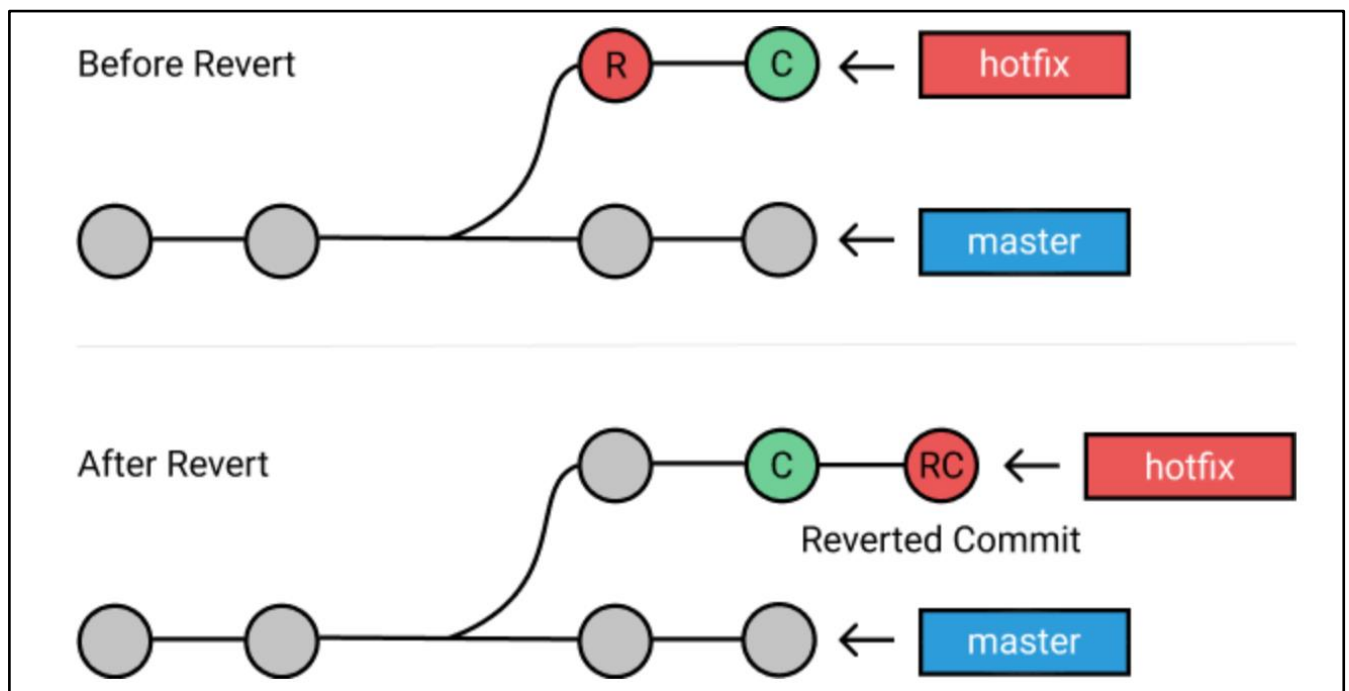 Before Revert
R
C
hotfix
master
After Revert
C
RC
hotfix
Reverted Commit
master